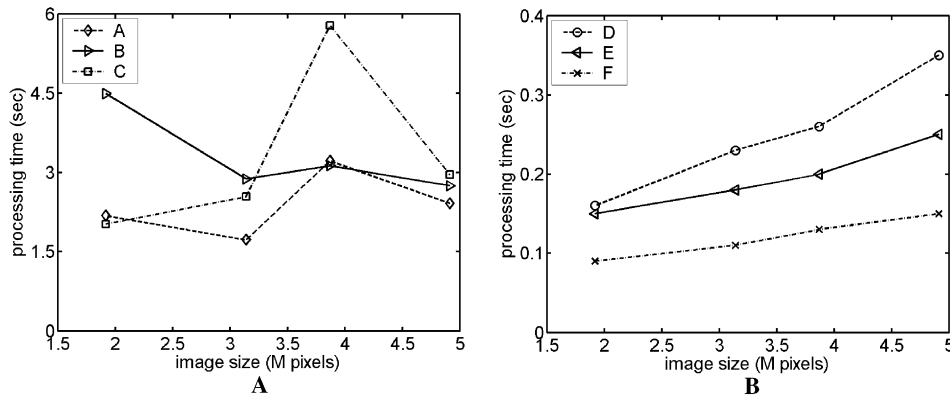 6
4.5
3
1.5
0
processing time (sec)
A
B
C
1.5 2 2.5 3 3.5 4 4.5 5
image size (M pixels)
A
0.4
0.3
0.2
0.1
0
processing time (sec)
D
E
F
1.5 2 2.5 3 3.5 4 4.5 5
image size (M pixels)
B